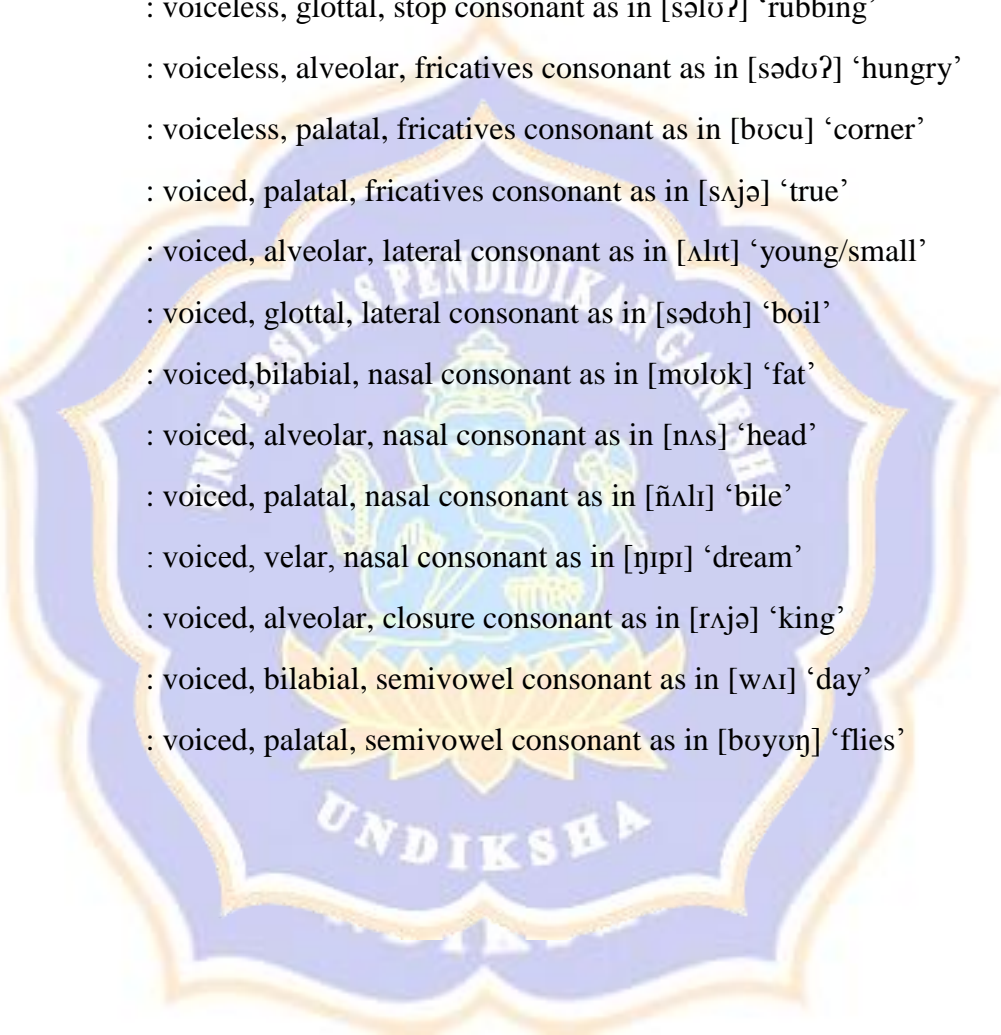 : voiceless, glottal, stop consonant as in [səlʊʔ] ‘rubbing’
: voiceless, alveolar, fricatives consonant as in [sədʊʔ] ‘hungry’
: voiceless, palatal, fricatives consonant as in [bʊcu] ‘corner’
: voiced, palatal, fricatives consonant as in [sʌjə] ‘true’
: voiced, alveolar, lateral consonant as in [ʌlɪt] ‘young/small’
: voiced, glottal, lateral consonant as in [sədʊh] ‘boil’
: voiced,bilabial, nasal consonant as in [mʊlʊk] ‘fat’
: voiced, alveolar, nasal consonant as in [nʌs] ‘head’
: voiced, palatal, nasal consonant as in [ñʌlɪ] ‘bile’
: voiced, velar, nasal consonant as in [ŋɪpɪ] ‘dream’
: voiced, alveolar, closure consonant as in [rʌjə] ‘king’
: voiced, bilabial, semivowel consonant as in [wʌɪ] ‘day’
: voiced, palatal, semivowel consonant as in [bʊyʊŋ] ‘flies’
UNIVERSITAS PENDIDIKAN GANESHA
UNDIKSHA